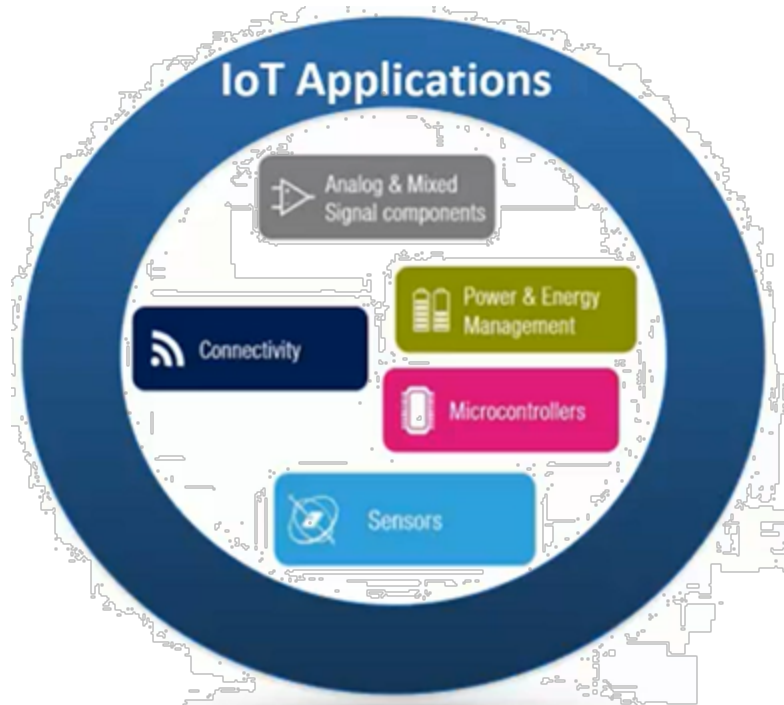 IoT Applications
Analog & Mixed
Signal components
Power & Energy
Management
Connectivity
Microcontrollers
Sensors